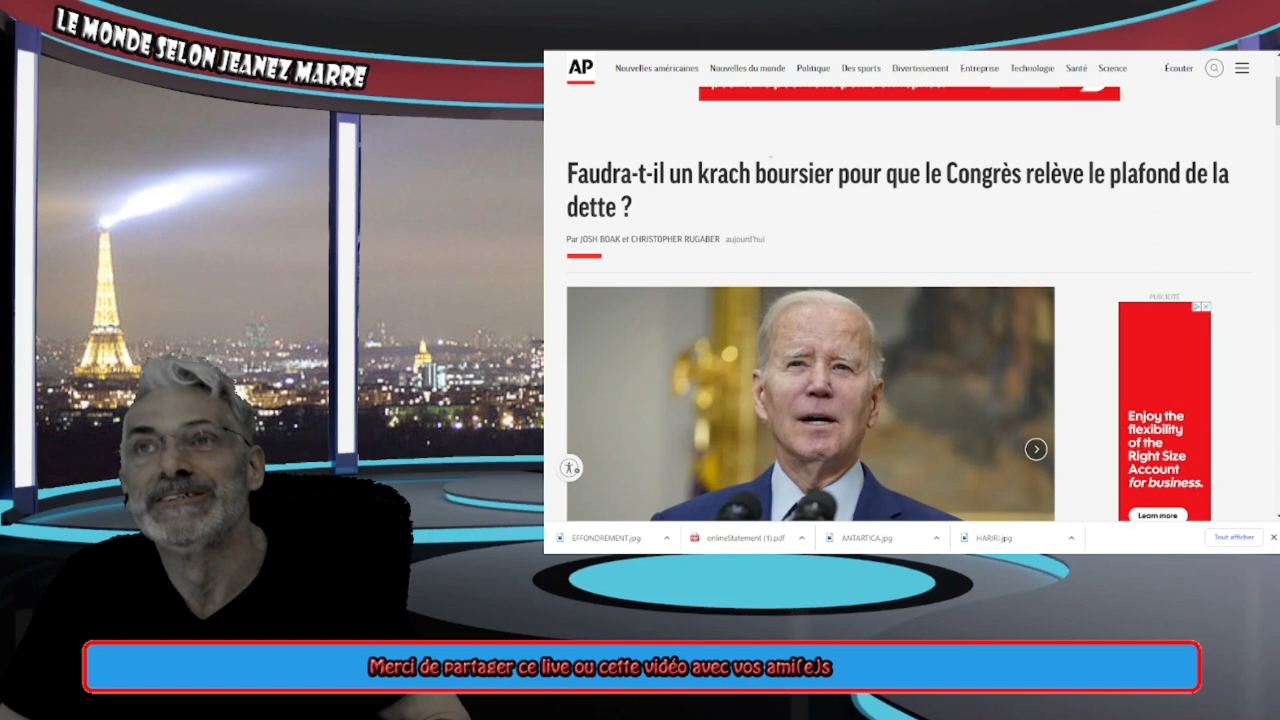 LE MONDE SELON JEANEZ MARRE
AP
Nouvelles américaines Nouvelles du monde Politique Des sports Divertissement Entreprise Technologie Santé Science Écouter
Faudra-t-il un krach boursier pour que le Congrès relève le plafond de la
dette ?
Par JOSH BOAK et CHRISTOPHER RUGABER aujourd'hui
PUBLICITÉ
Enjoy the
flexibility
of the
Right Size
Account
for business.
Learn more
EFFONDREMENT.jpg onlineStatement (1).pdf ANTARTICA.jpg HARIRI.jpg Tout afficher
Merci de partager ce live ou cette vidéo avec vos ami(e)s